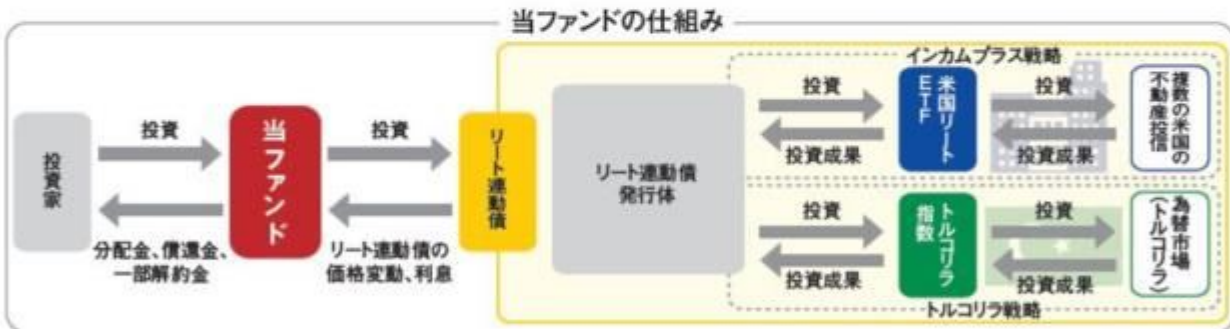 当ファンドの仕組み
投資家
投資
分配金、償還金、
一部解約金
当ファンド
投資
リート連動債の
価格変動、利息
リート連動債
リート連動債
発行体
インカムプラス戦略
投資
投資成果
米国リート
ETF
投資
投資成果
複数の米国の
不動産投信
投資
投資成果
トルコリラ
指数
投資
投資成果
為替市場
(トルコリラ)
トルコリラ戦略